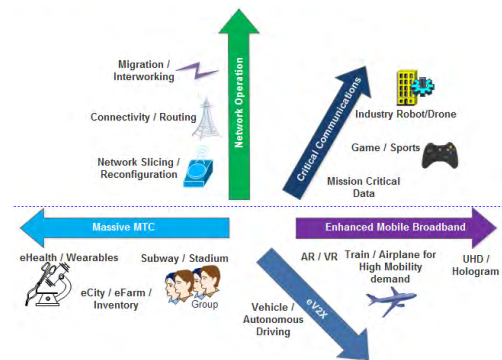 Migration /
Interworking
Connectivity / Routing
Network Slicing /
Reconfiguration
Network Operation
Critical Communications
Industry Robot/Drone
Game / Sports
Mission Critical
Data
Massive MTC
Enhanced Mobile Broadband
eHealth / Wearables
Subway / Stadium
eCity / eFarm /
Inventory
Group
eV2X
Vehicle /
Autonomous
Driving
AR / VR
Train / Airplane for
High Mobility
demand
UHD /
Hologram